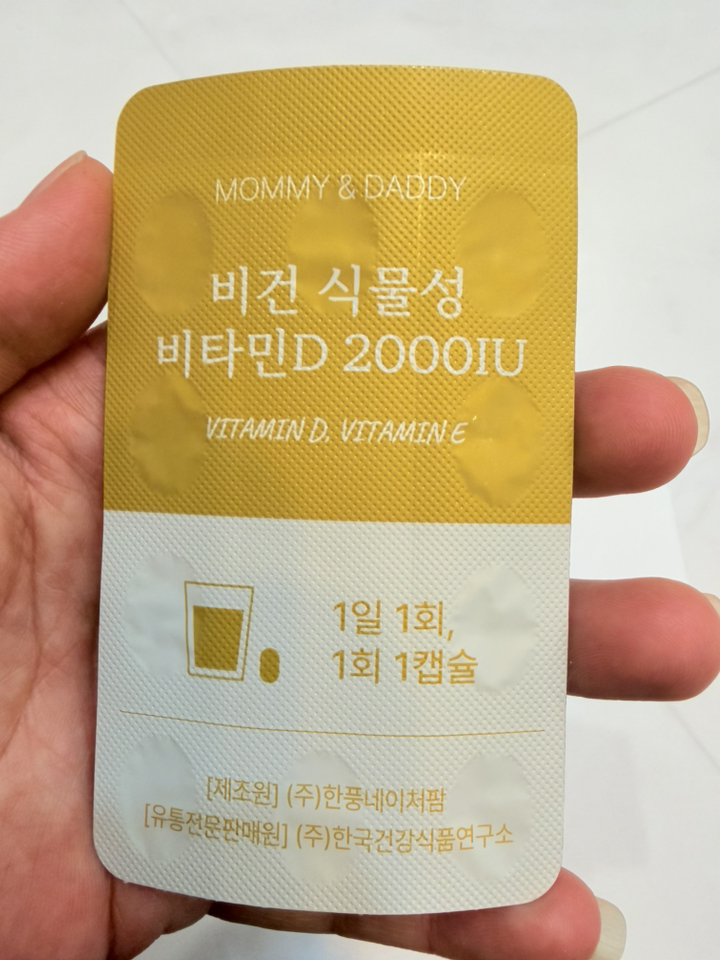 MOMMY & DADDY
비건 식물성
비타민D 2000IU
VITAMIN D, VITAMIN E
1일 1회,
1회 1캡슐
[제조원] (주)한풍네이처팜
[유통전문판매원] (주)한국건강식품연구소